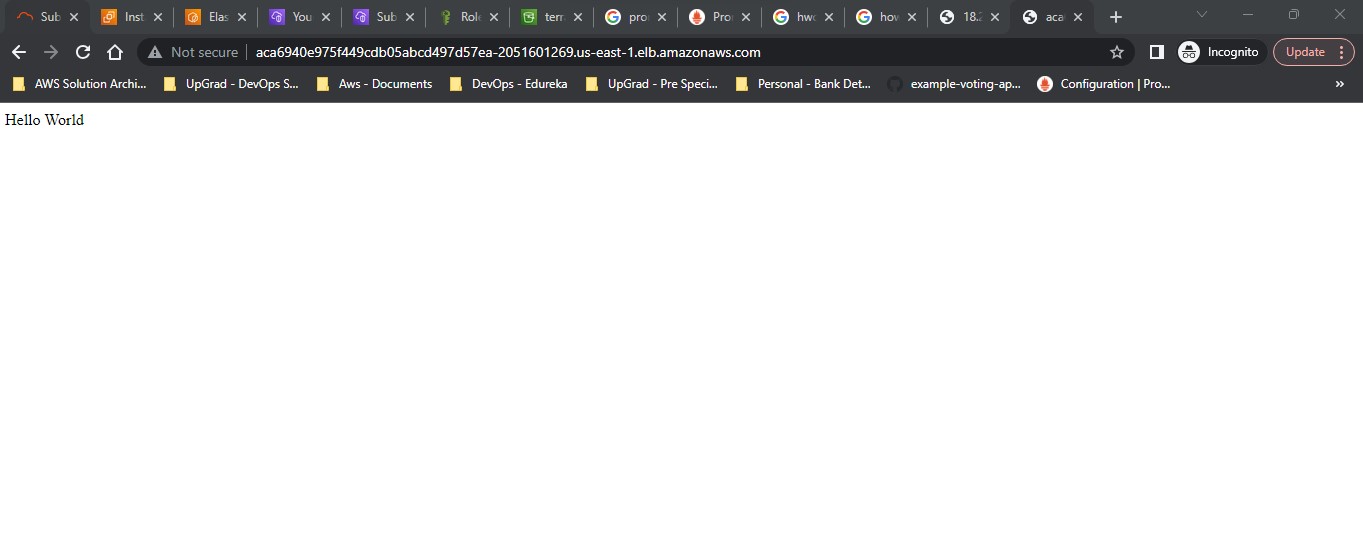 Sub Inst Elas You Sub Role terr pro Pro hwo how 18.2 aca
Not secure aca6940e975f449cdb05abcd497d57ea-2051601269.us-east-1.elb.amazonaws.com Incognito Update
AWS Solution Archi... UpGrad - DevOps S... Aws - Documents DevOps - Edureka UpGrad - Pre Speci... Personal - Bank Det... example-voting-ap... Configuration | Pro... »
Hello World